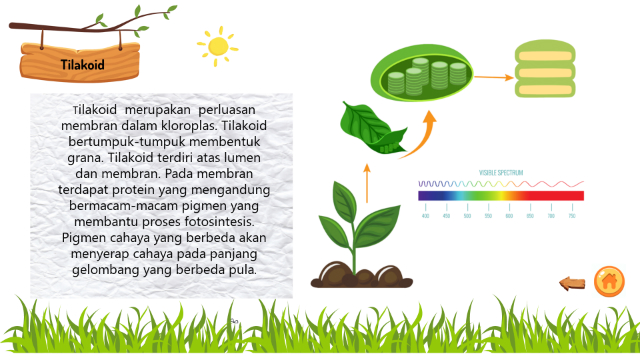 Tilakoid
Tilakoid merupakan perluasan
membran dalam kloroplas. Tilakoid
bertumpuk-tumpuk membentuk
grana. Tilakoid terdiri atas lumen
dan membran. Pada membran
terdapat protein yang mengandung
bermacam-macam pigmen yang
membantu proses fotosintesis.
Pigmen cahaya yang berbeda akan
menyerap cahaya pada panjang
gelombang yang berbeda pula.
VISIBLE SPECTRUM
400 450 500 550 600 650 700 750